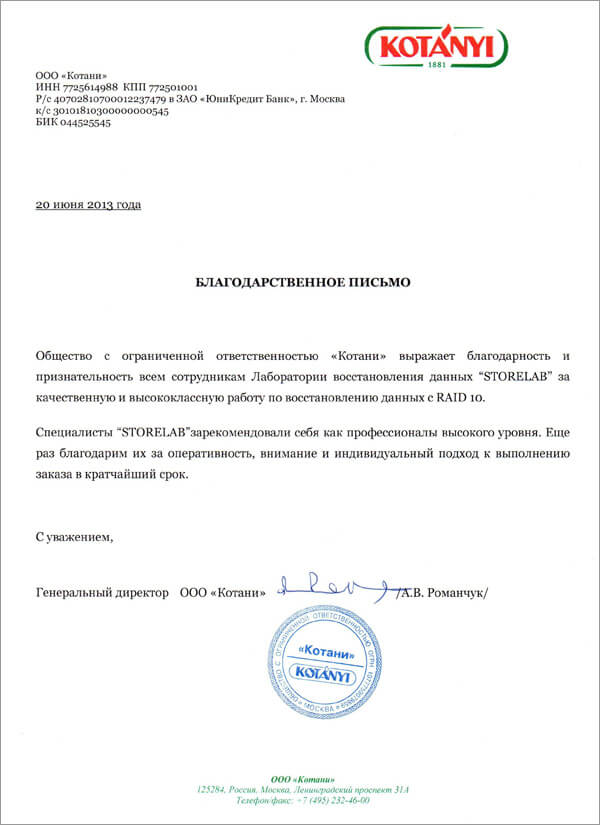 KOTÁNYI
1881
ООО «Котани»
ИНН 7725614988  КПП 772501001
Р/с 40702810700012237479 в ЗАО «ЮниКредит Банк», г. Москва
к/с 30101810300000000545
БИК 044525545
20 июня 2013 года
БЛАГОДАРСТВЕННОЕ ПИСЬМО
Общество с ограниченной ответственностью «Котани» выражает благодарность и
признательность всем сотрудникам Лаборатории восстановления данных “STORELAB” за
качественную и высококлассную работу по восстановлению данных с RAID 10.
Специалисты “STORELAB”зарекомендовали себя как профессионалы высокого уровня. Еще
раз благодарим их за оперативность, внимание и индивидуальный подход к выполнению
заказа в кратчайший срок.
С уважением,
Генеральный директор   ООО «Котани»   /А.В. Романчук/
ОБЩЕСТВО С ОГРАНИЧЕННОЙ ОТВЕТСТВЕННОСТЬЮ ОГРН
«Котани»
KOTÁNYI
МОСКВА
ООО «Котани»
125284, Россия. Москва, Ленинградский проспект 31А
Телефон/факс:  +7 (495) 232-46-00